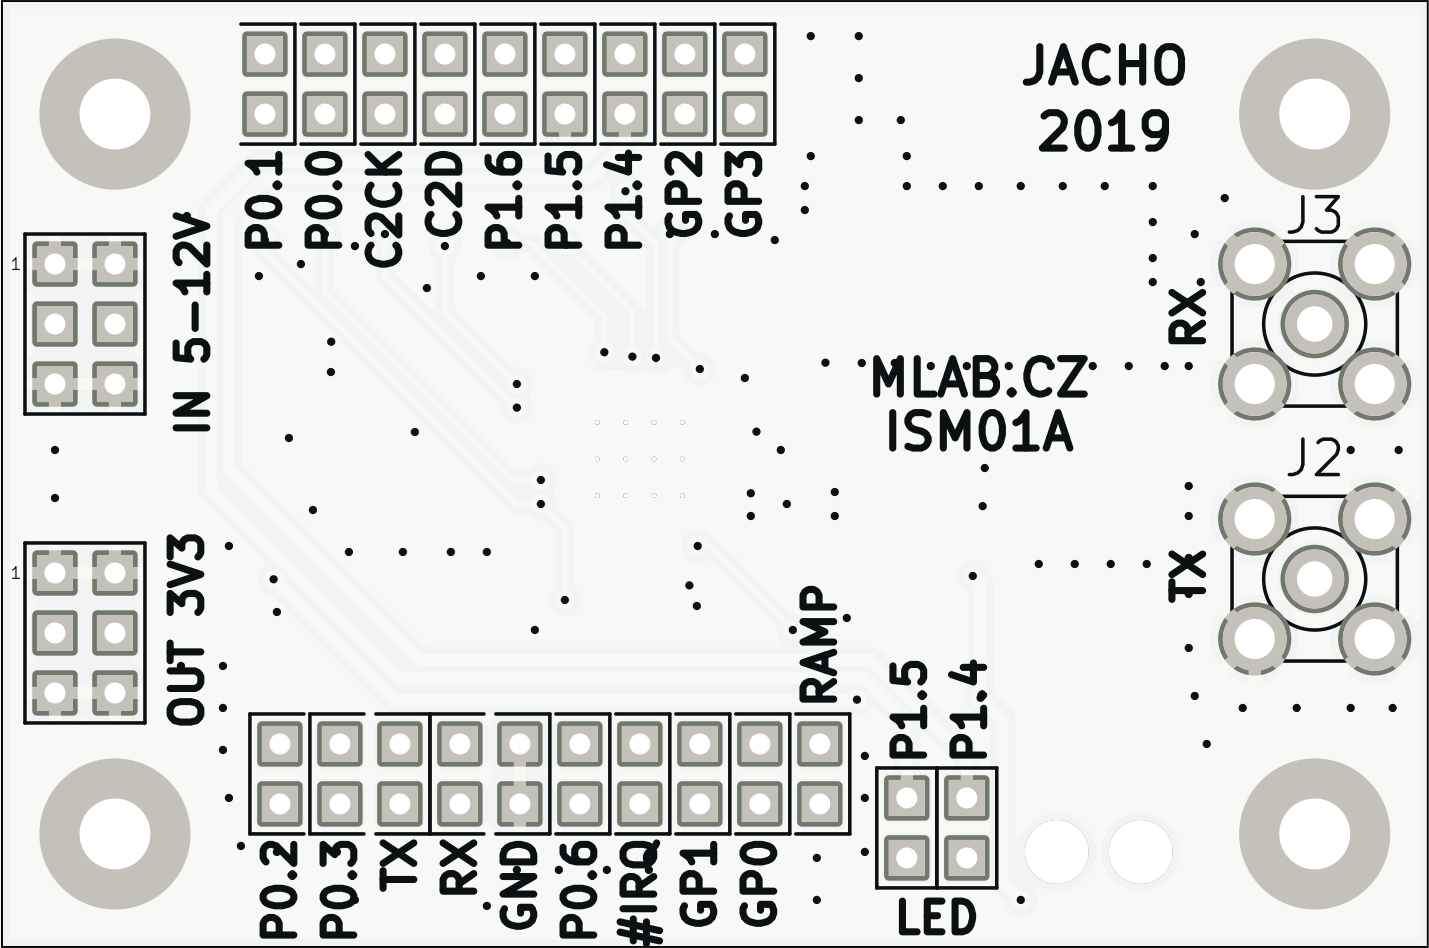 JACHO
2019
P0.1
P0.0
C2CK
C2D
P1.6
P1.5
P1.4
GP2
GP3
J3
1
IN 5-12V
RX
MLAB.CZ
ISM01A
J2
1
OUT 3V3
TX
RAMP
P1.5
P1.4
P0.2
P0.3
TX
RX
GND
P0.6
#IRQ
GP1
GP0
LED